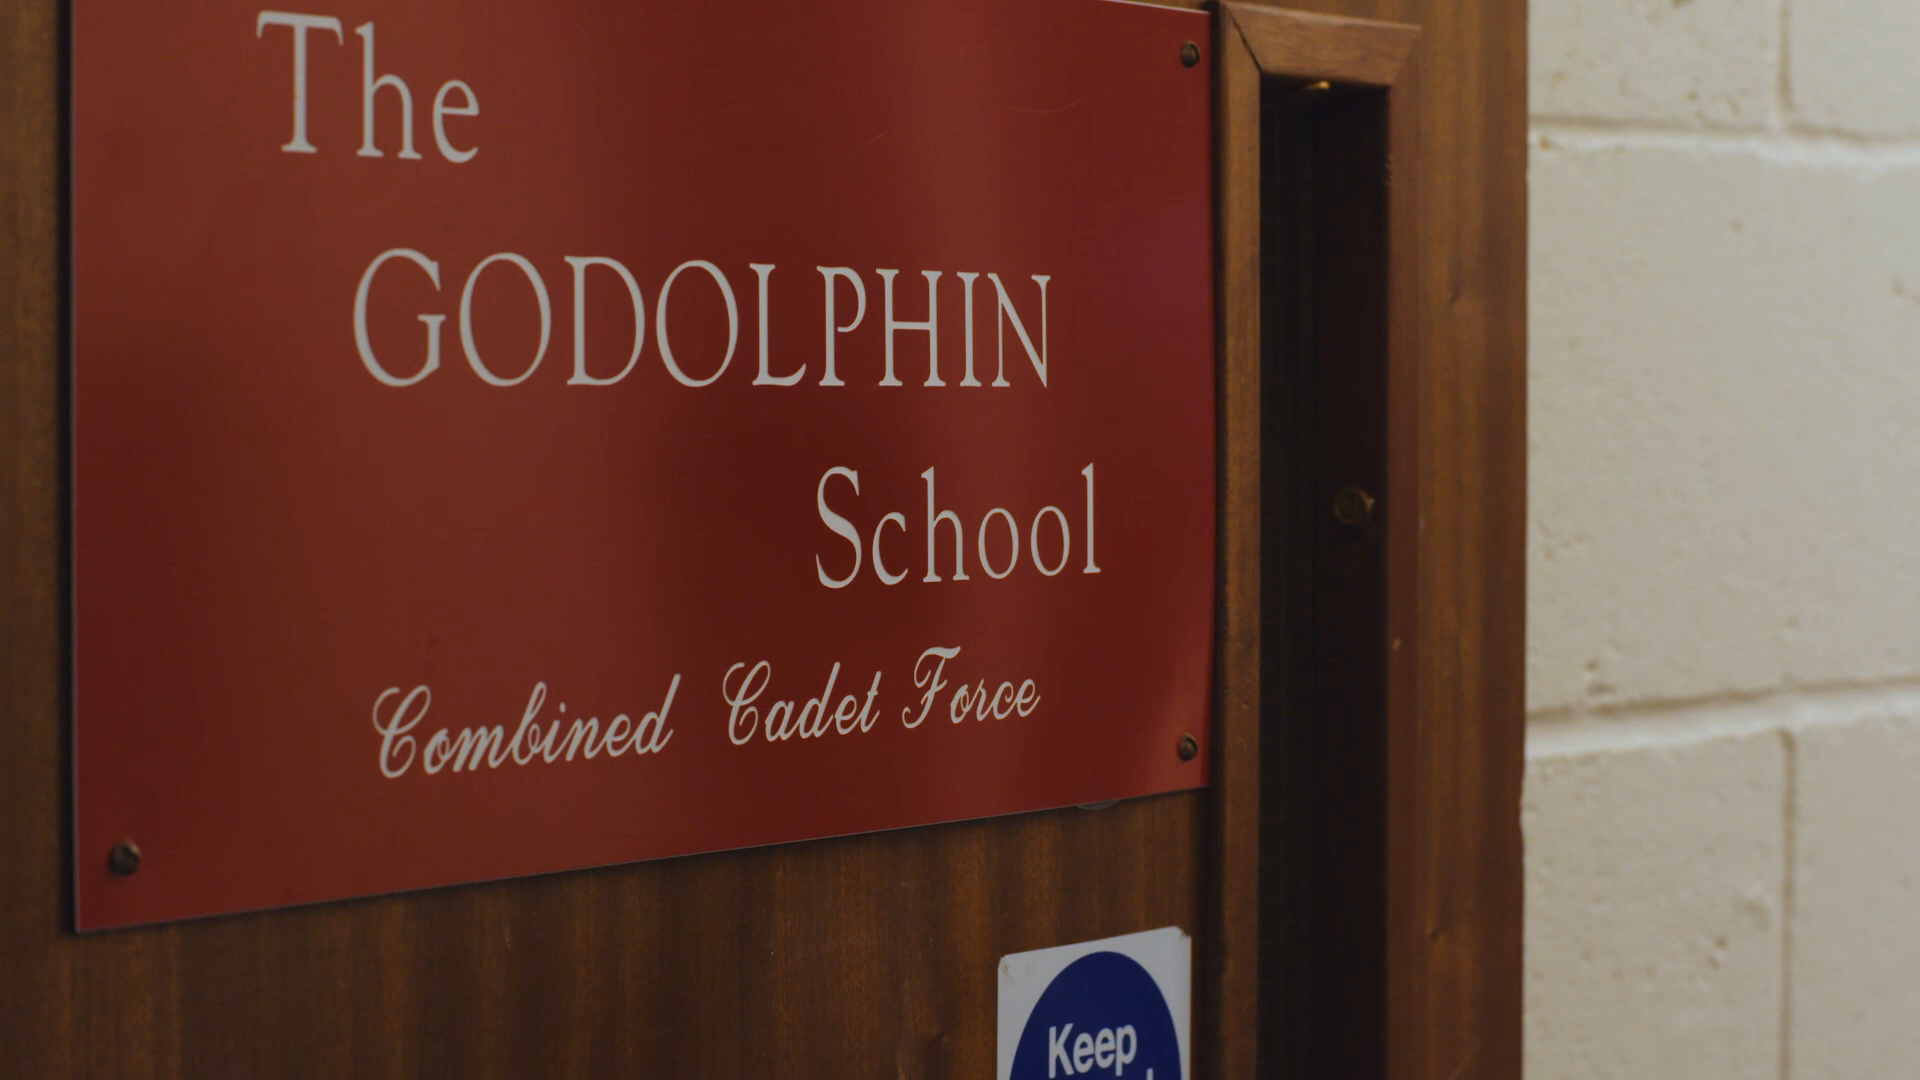 The
GODOLPHIN
School
Combined Cadet Force
Keep